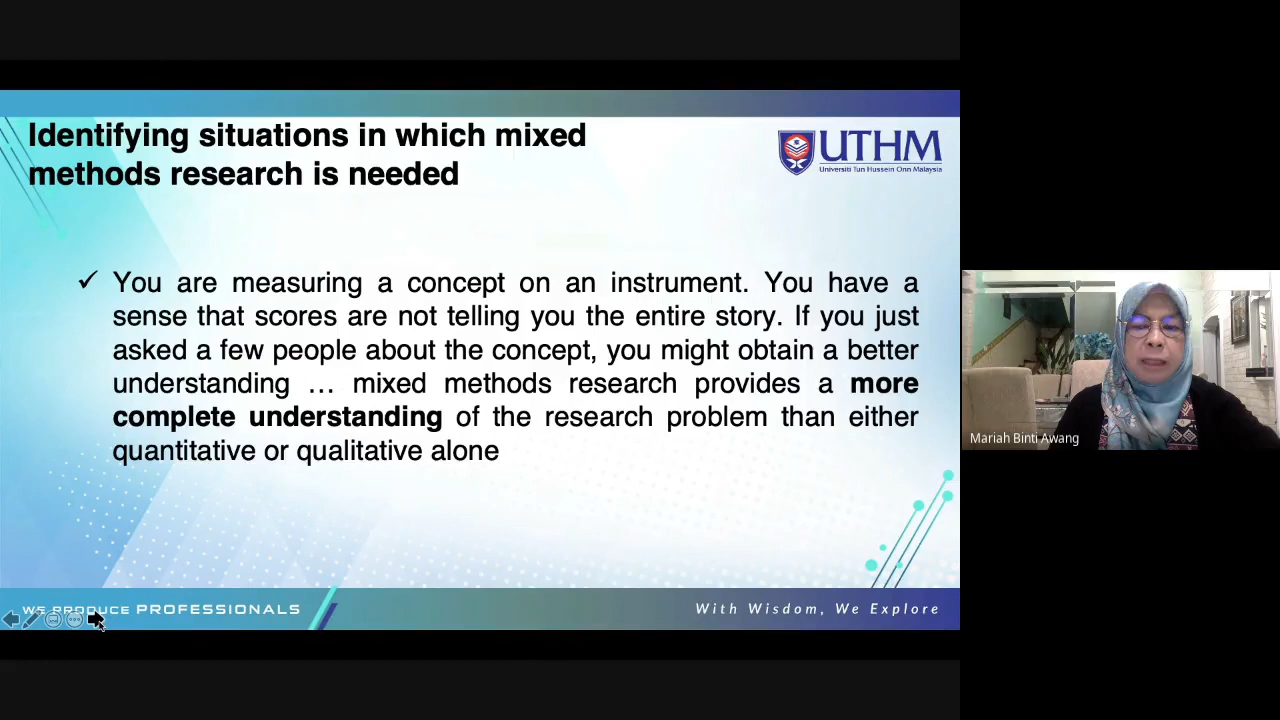 Identifying situations in which mixed
methods research is needed
UTHM
Universiti Tun Hussein Onn Malaysia
✓ You are measuring a concept on an instrument. You have a
sense that scores are not telling you the entire story. If you just
asked a few people about the concept, you might obtain a better
understanding … mixed methods research provides a more
complete understanding of the research problem than either
quantitative or qualitative alone
Mariah Binti Awang
WE PRODUCE PROFESSIONALS
With Wisdom, We Explore